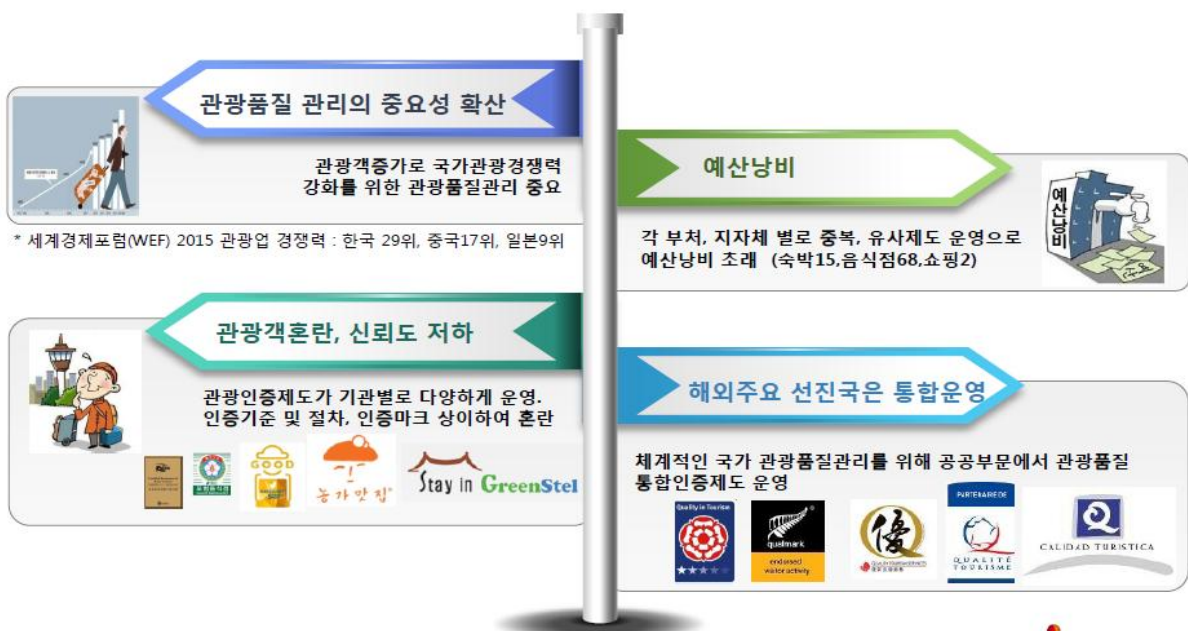 관광품질 관리의 중요성 확산
관광객증가로 국가관광경쟁력
강화를 위한 관광품질관리 중요
* 세계경제포럼(WEF) 2015 관광업 경쟁력 : 한국 29위, 중국17위, 일본9위
예산낭비
각 부처, 지자체 별로 중복, 유사제도 운영으로
예산낭비 초래 (숙박15,음식점68,쇼핑2)
예산낭비
관광객혼란, 신뢰도 저하
관광인증제도가 기관별로 다양하게 운영.
인증기준 및 절차, 인증마크 상이하여 혼란
농가맛집
Stay in GreenStel
해외주요 선진국은 통합운영
체계적인 국가 관광품질관리를 위해 공공부문에서 관광품질
통합인증제도 운영
Quality in Tourism
qualmark
endorsed
visitor activity
優
PARTENAIRE DE
QUALITÉ
TOURISME
Q
CALIDAD TURISTICA